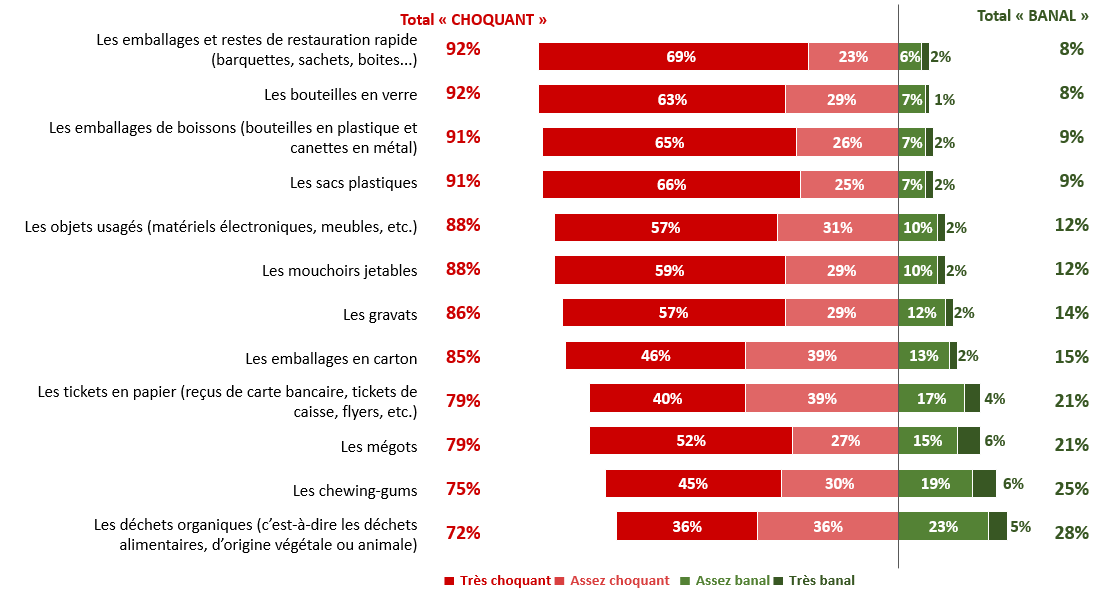 Total « CHOQUANT »
Total « BANAL »
Les emballages et restes de restauration rapide
(barquettes, sachets, boites...)
92% 69% 23% 6% 2% 8%
Les bouteilles en verre 92% 63% 29% 7% 1% 8%
Les emballages de boissons (bouteilles en plastique et
canettes en métal)
91% 65% 26% 7% 2% 9%
Les sacs plastiques 91% 66% 25% 7% 2% 9%
Les objets usagés (matériels électroniques, meubles, etc.) 88% 57% 31% 10% 2% 12%
Les mouchoirs jetables 88% 59% 29% 10% 2% 12%
Les gravats 86% 57% 29% 12% 2% 14%
Les emballages en carton 85% 46% 39% 13% 2% 15%
Les tickets en papier (reçus de carte bancaire, tickets de
caisse, flyers, etc.)
79% 40% 39% 17% 4% 21%
Les mégots 79% 52% 27% 15% 6% 21%
Les chewing-gums 75% 45% 30% 19% 6% 25%
Les déchets organiques (c’est-à-dire les déchets
alimentaires, d’origine végétale ou animale)
72% 36% 36% 23% 5% 28%
Très choquant Assez choquant Assez banal Très banal